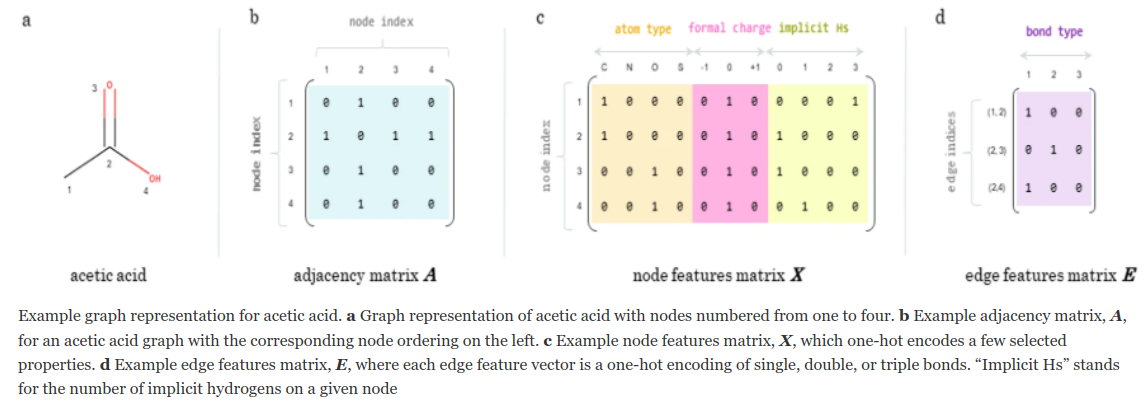 a
3
O
2
OH
1
4
acetic acid
b
node index
1 2 3 4
node index
1 0 1 0 0
2 1 0 1 1
3 0 1 0 0
4 0 1 0 0
adjacency matrix A
c
atom type formal charge implicit Hs
C N O S -1 0 +1 0 1 2 3
node index
1 1 0 0 0 0 1 0 0 0 0 1
2 1 0 0 0 0 1 0 1 0 0 0
3 0 0 1 0 0 1 0 1 0 0 0
4 0 0 1 0 0 1 0 0 1 0 0
node features matrix X
d
bond type
1 2 3
edge indices
(1, 2) 1 0 0
(2, 3) 0 1 0
(2,4) 1 0 0
edge features matrix E
Example graph representation for acetic acid. a Graph representation of acetic acid with nodes numbered from one to four. b Example adjacency matrix, A,
for an acetic acid graph with the corresponding node ordering on the left. c Example node features matrix, X, which one-hot encodes a few selected
properties. d Example edge features matrix, E, where each edge feature vector is a one-hot encoding of single, double, or triple bonds. “Implicit Hs” stands
for the number of implicit hydrogens on a given node